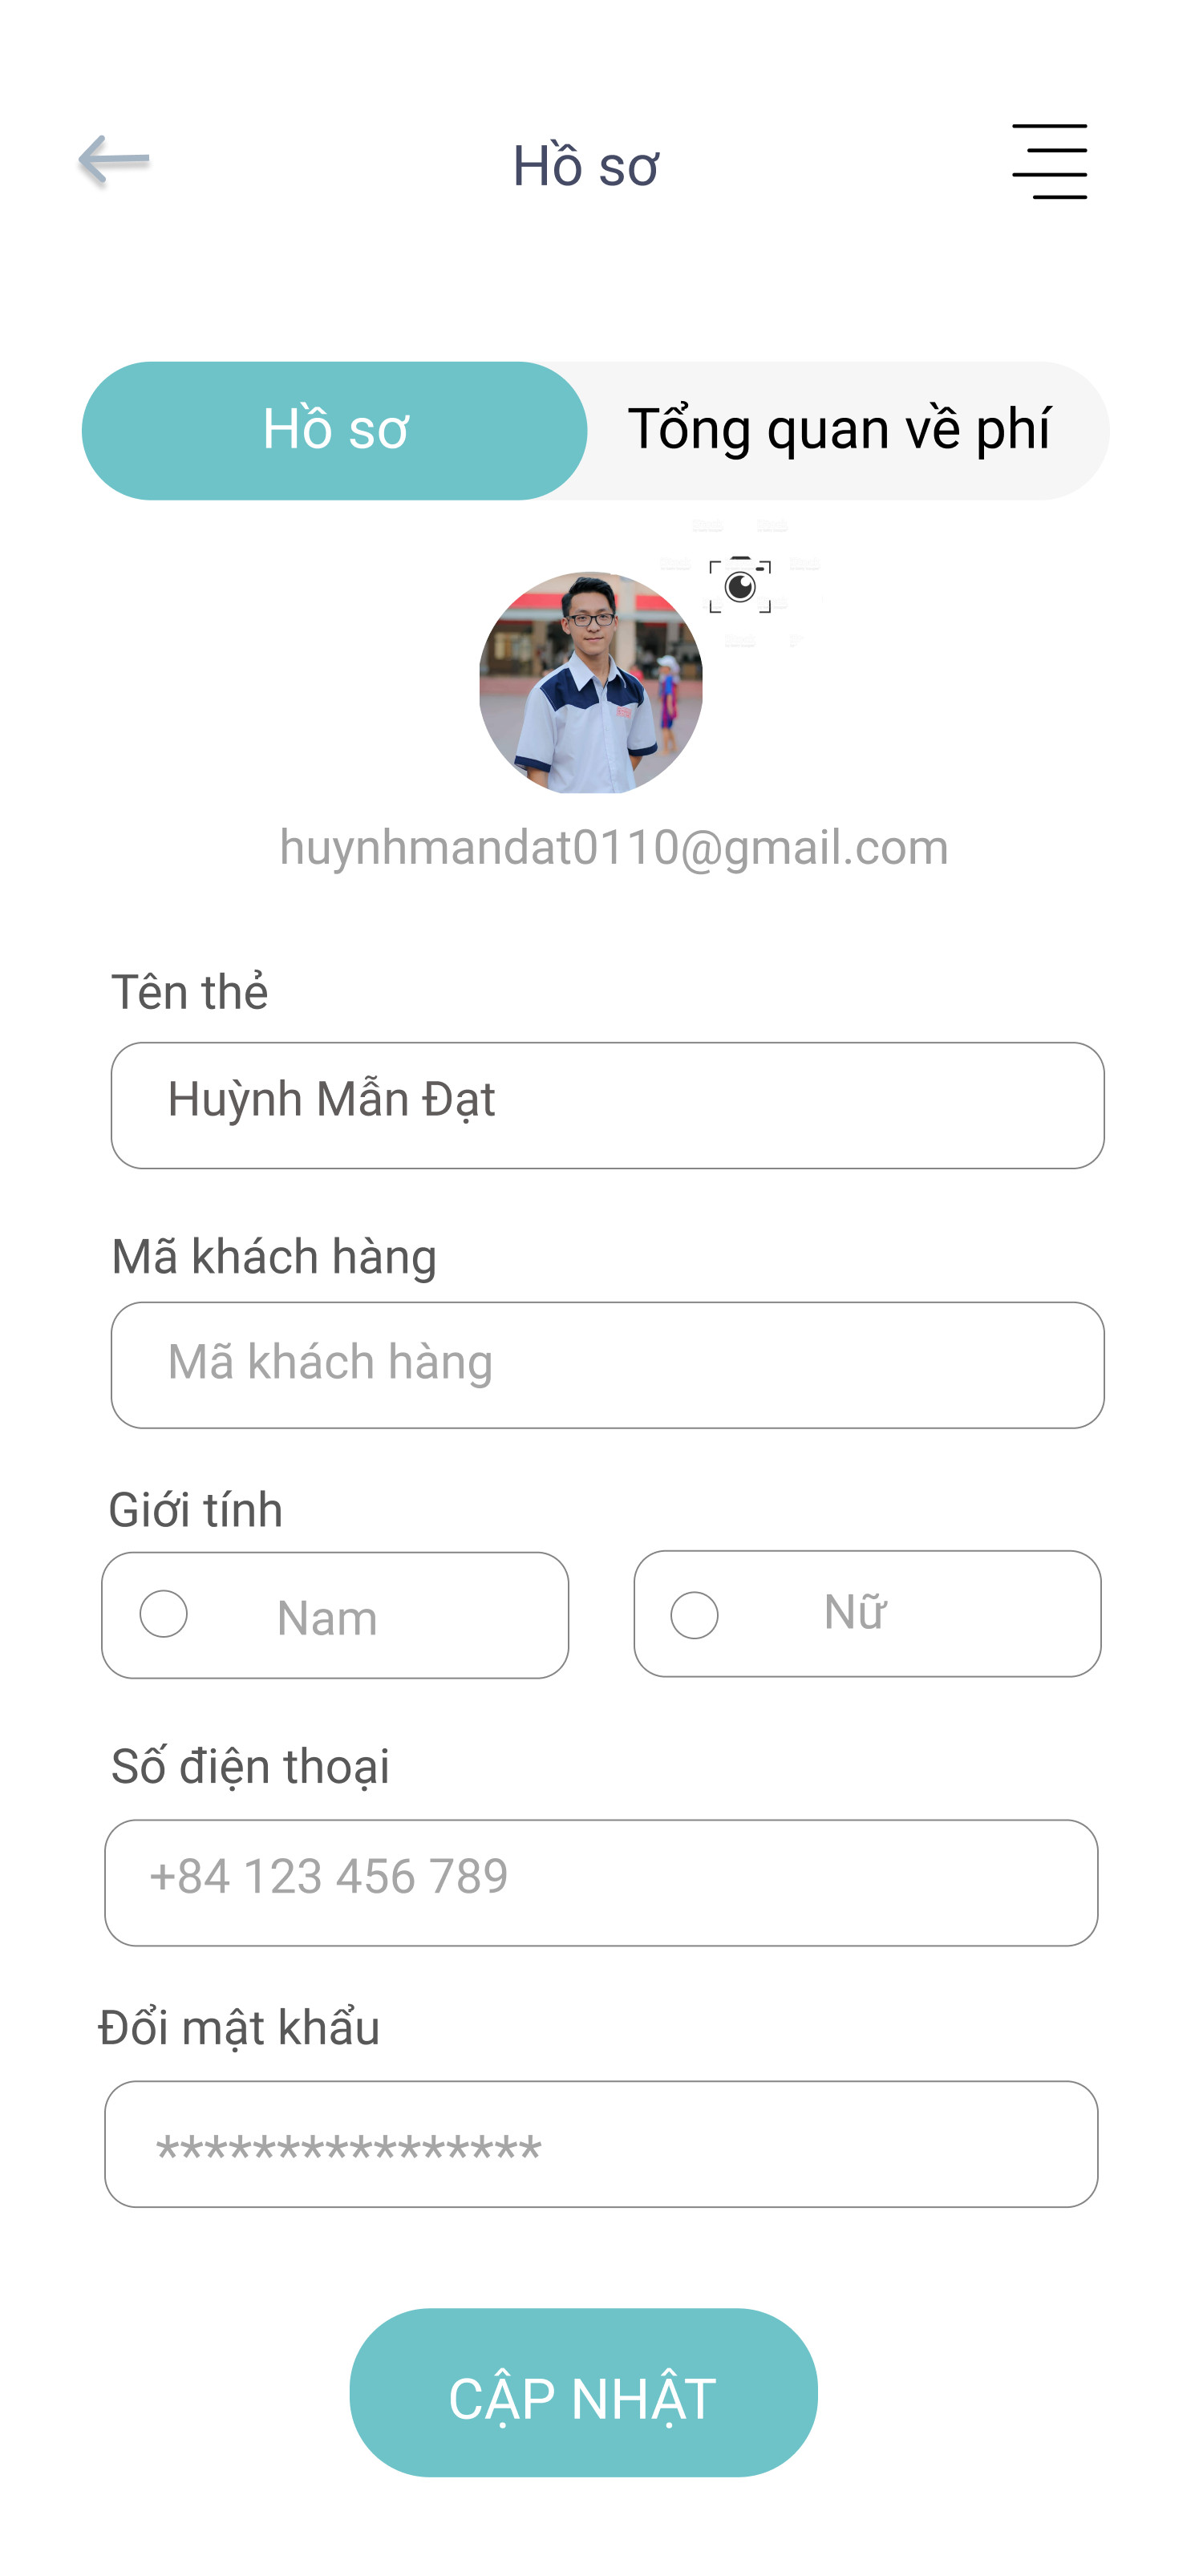 Hồ sơ
Hồ sơ
Tổng quan về phí
huynhmandat0110@gmail.com
Tên thẻ
Huỳnh Mẫn Đạt
Mã khách hàng
Mã khách hàng
Giới tính
Nam
Nữ
Số điện thoại
+84 123 456 789
Đổi mật khẩu
****************
CẬP NHẬT